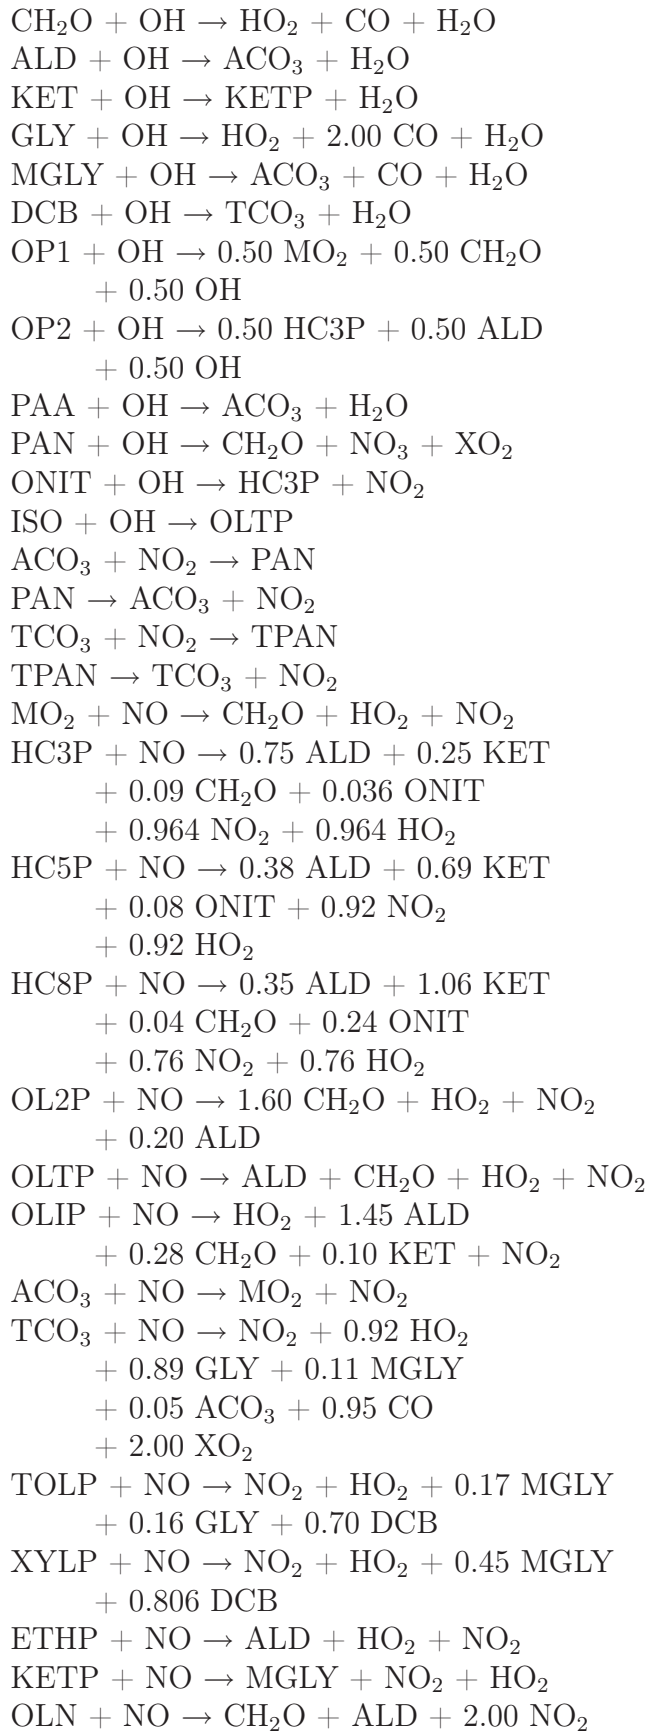 CH₂O + OH → HO₂ + CO + H₂O
ALD + OH → ACO₃ + H₂O
KET + OH → KETP + H₂O
GLY + OH → HO₂ + 2.00 CO + H₂O
MGLY + OH → ACO₃ + CO + H₂O
DCB + OH → TCO₃ + H₂O
OP1 + OH → 0.50 MO₂ + 0.50 CH₂O
+ 0.50 OH
OP2 + OH → 0.50 HC3P + 0.50 ALD
+ 0.50 OH
PAA + OH → ACO₃ + H₂O
PAN + OH → CH₂O + NO₃ + XO₂
ONIT + OH → HC3P + NO₂
ISO + OH → OLTP
ACO₃ + NO₂ → PAN
PAN → ACO₃ + NO₂
TCO₃ + NO₂ → TPAN
TPAN → TCO₃ + NO₂
MO₂ + NO → CH₂O + HO₂ + NO₂
HC3P + NO → 0.75 ALD + 0.25 KET
+ 0.09 CH₂O + 0.036 ONIT
+ 0.964 NO₂ + 0.964 HO₂
HC5P + NO → 0.38 ALD + 0.69 KET
+ 0.08 ONIT + 0.92 NO₂
+ 0.92 HO₂
HC8P + NO → 0.35 ALD + 1.06 KET
+ 0.04 CH₂O + 0.24 ONIT
+ 0.76 NO₂ + 0.76 HO₂
OL2P + NO → 1.60 CH₂O + HO₂ + NO₂
+ 0.20 ALD
OLTP + NO → ALD + CH₂O + HO₂ + NO₂
OLIP + NO → HO₂ + 1.45 ALD
+ 0.28 CH₂O + 0.10 KET + NO₂
ACO₃ + NO → MO₂ + NO₂
TCO₃ + NO → NO₂ + 0.92 HO₂
+ 0.89 GLY + 0.11 MGLY
+ 0.05 ACO₃ + 0.95 CO
+ 2.00 XO₂
TOLP + NO → NO₂ + HO₂ + 0.17 MGLY
+ 0.16 GLY + 0.70 DCB
XYLP + NO → NO₂ + HO₂ + 0.45 MGLY
+ 0.806 DCB
ETHP + NO → ALD + HO₂ + NO₂
KETP + NO → MGLY + NO₂ + HO₂
OLN + NO → CH₂O + ALD + 2.00 NO₂